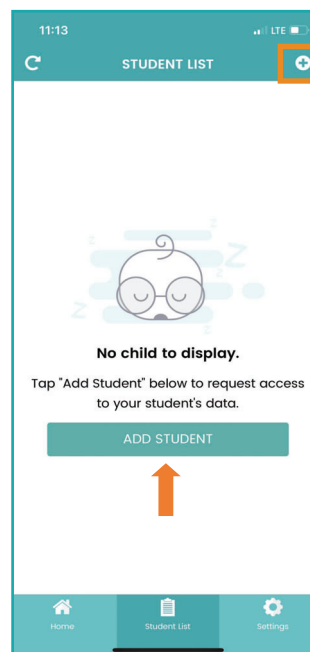 11:13 LTE
STUDENT LIST
z
z
Z
Z
z
No child to display.
Tap "Add Student" below to request access
to your student's data.
ADD STUDENT
Home Student List Settings